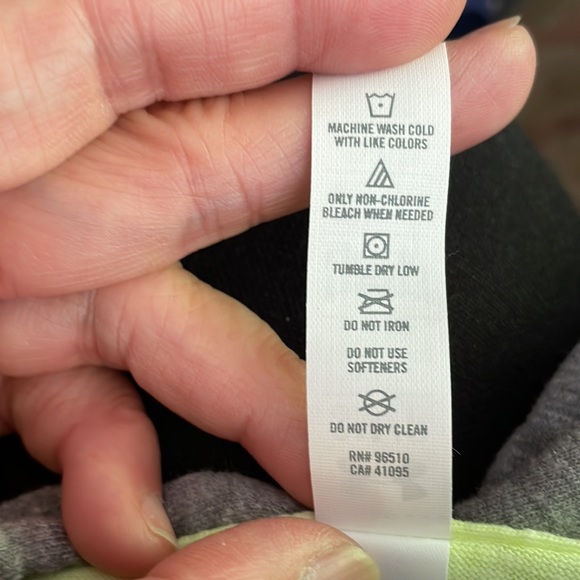 MACHINE WASH COLD
WITH LIKE COLORS
ONLY NON-CHLORINE
BLEACH WHEN NEEDED
TUMBLE DRY LOW
DO NOT IRON
DO NOT USE
SOFTENERS
DO NOT DRY CLEAN
RN# 96510
CA# 41095